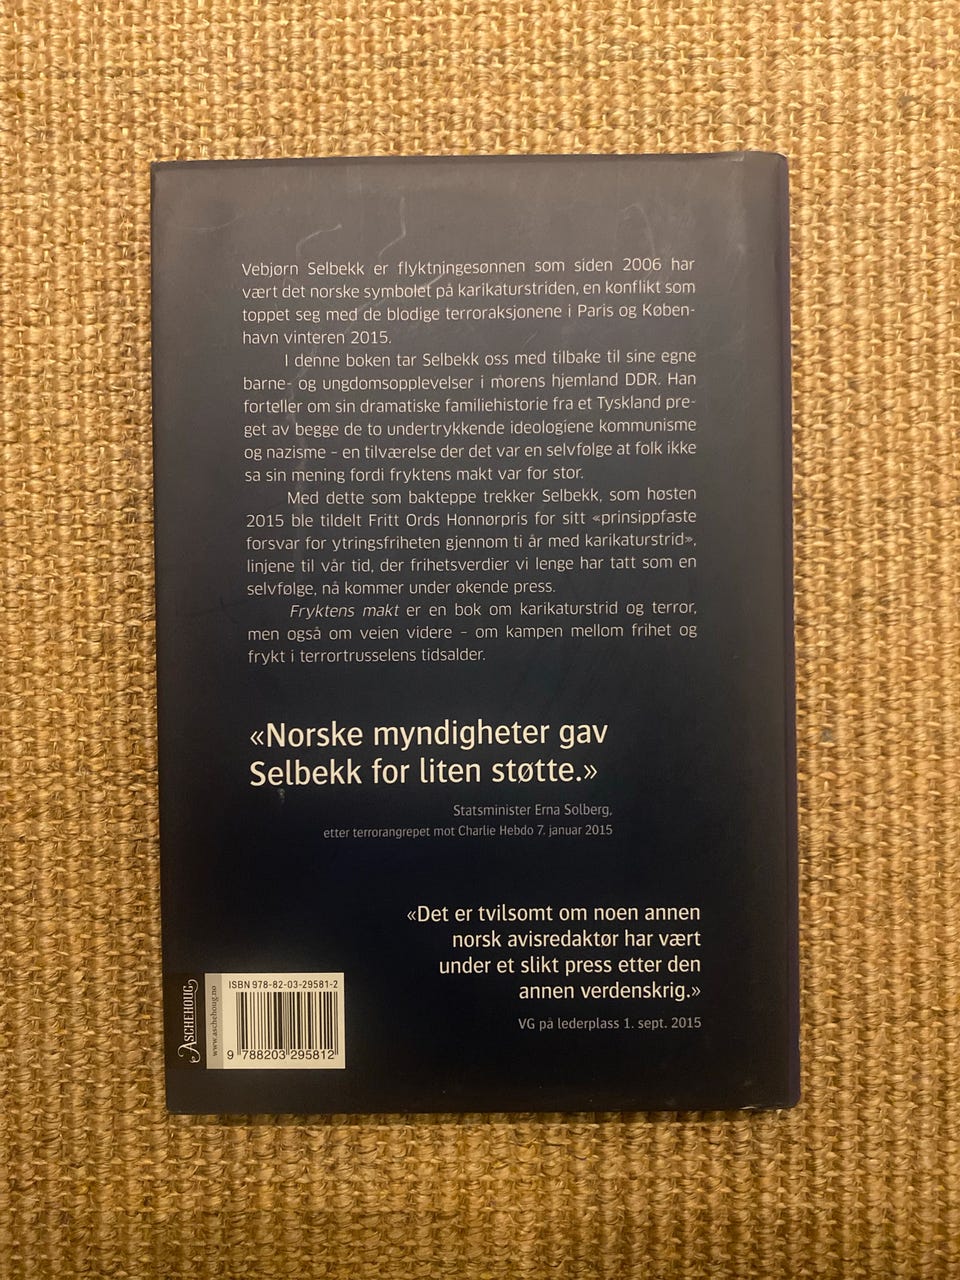 Vebjørn Selbekk er flyktningesønnen som siden 2006 har
vært det norske symbolet på karikaturstriden, en konflikt som
toppet seg med de blodige terroraksjonene i Paris og Køben-
havn vinteren 2015.
I denne boken tar Selbekk oss med tilbake til sine egne
barne- og ungdomsopplevelser i morens hjemland DDR. Han
forteller om sin dramatiske familiehistorie fra et Tyskland pre-
get av begge de to undertrykkende ideologiene kommunisme
og nazisme – en tilværelse der det var en selvfølge at folk ikke
sa sin mening fordi fryktens makt var for stor.
Med dette som bakteppe trekker Selbekk, som høsten
2015 ble tildelt Fritt Ords Honnørpris for sitt «prinsippfaste
forsvar for ytringsfriheten gjennom ti år med karikaturstrid»,
linjene til vår tid, der frihetsverdier vi lenge har tatt som en
selvfølge, nå kommer under økende press.
Fryktens makt er en bok om karikaturstrid og terror,
men også om veien videre – om kampen mellom frihet og
frykt i terrortrusselens tidsalder.
«Norske myndigheter gav
Selbekk for liten støtte.»
Statsminister Erna Solberg,
etter terrorangrepet mot Charlie Hebdo 7. januar 2015
«Det er tvilsomt om noen annen
norsk avisredaktør har vært
under et slikt press etter den
annen verdenskrig.»
VG på lederplass 1. sept. 2015
ASCHEHOUG
www.aschehoug.no
ISBN 978-82-03-29581-2
9 788203 295812